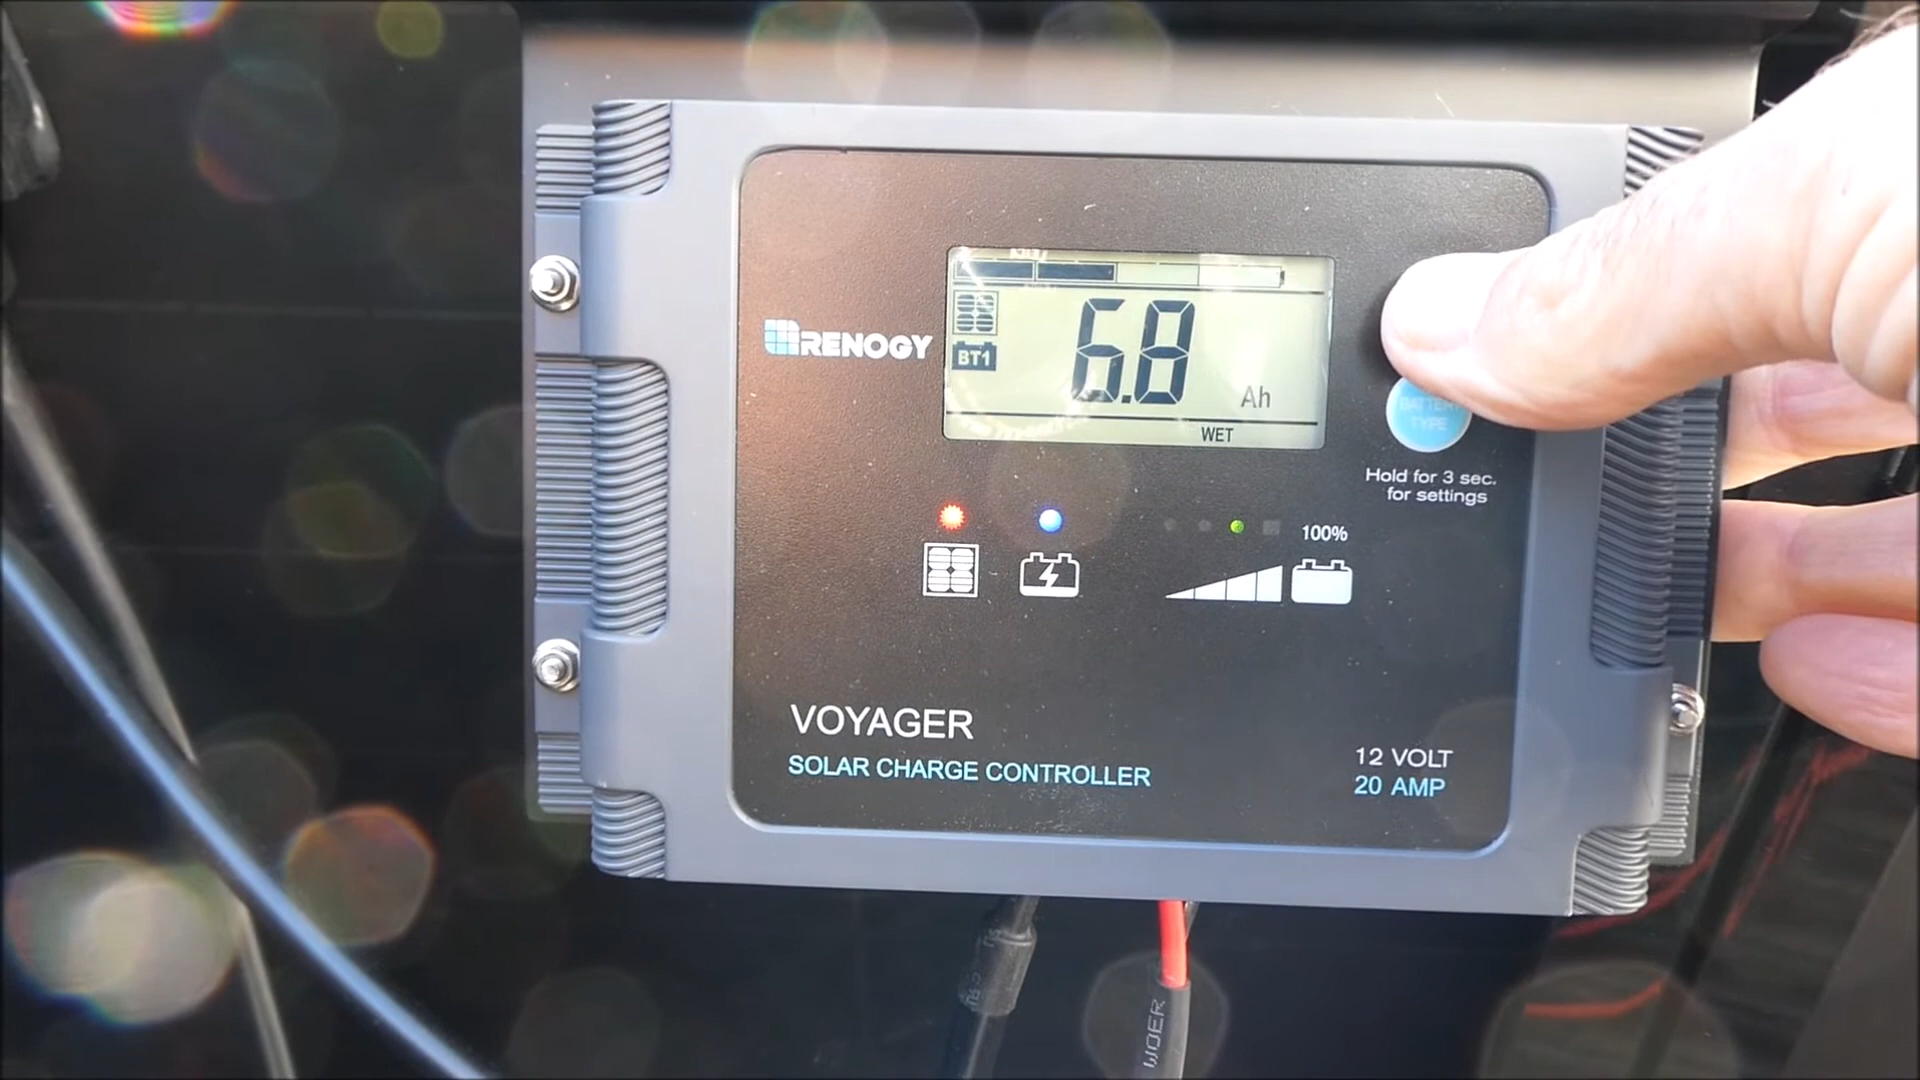 RENOGY
BT1
6.8
Ah
WET
BATTERY
TYPE
Hold for 3 sec.
for settings
100%
VOYAGER
SOLAR CHARGE CONTROLLER
12 VOLT
20 AMP
WOER